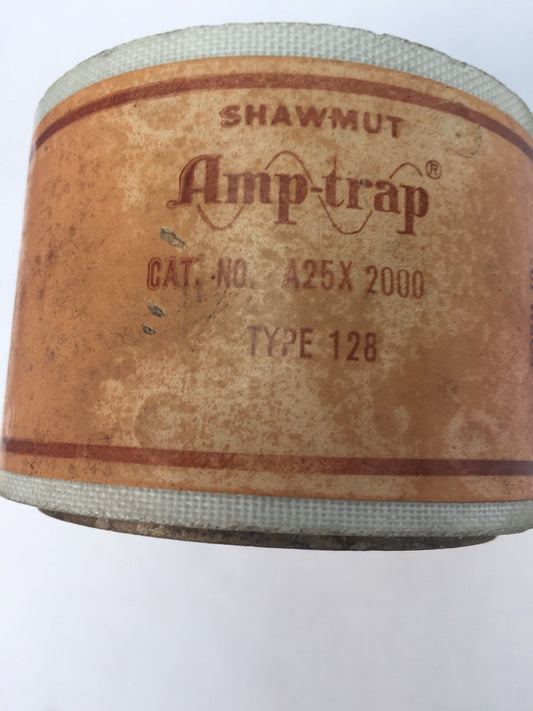 SHAWMUT
Amp-trap®
CAT. NO. A25X 2000
TYPE 128